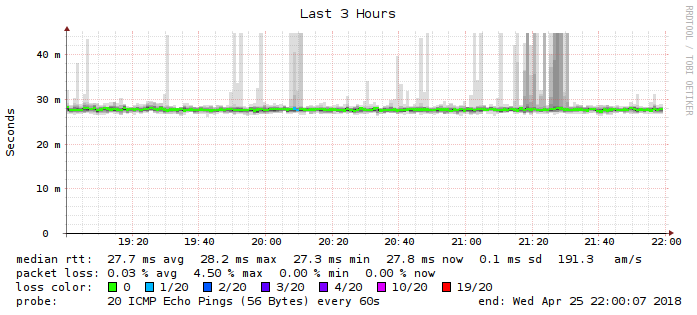 Last 3 Hours
RRDTOOL / TOBI OETIKER
Seconds
40 m
30 m
20 m
10 m
0
19:20 19:40 20:00 20:20 20:40 21:00 21:20 21:40 22:00
median rtt: 27.7 ms avg 28.2 ms max 27.3 ms min 27.8 ms now 0.1 ms sd 191.3 am/s
packet loss: 0.03 % avg 4.50 % max 0.00 % min 0.00 % now
loss color: 0 1/20 2/20 3/20 4/20 10/20 19/20
probe: 20 ICMP Echo Pings (56 Bytes) every 60s end: Wed Apr 25 22:00:07 2018